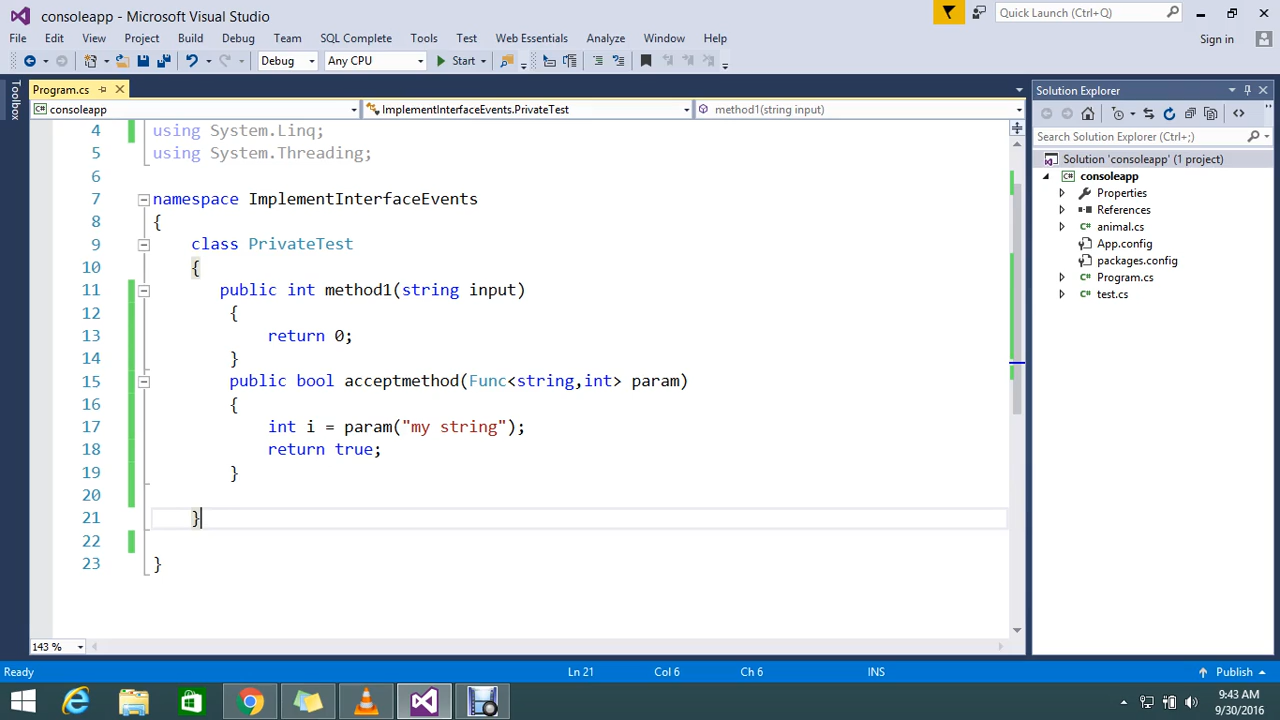 consoleapp - Microsoft Visual Studio
Quick Launch (Ctrl+Q)
File Edit View Project Build Debug Team SQL Complete Tools Test Web Essentials Analyze Window Help
Sign in
Debug Any CPU Start
Toolbox
Program.cs
consoleapp ImplementInterfaceEvents.PrivateTest method1(string input)
4 using System.Linq;
5 using System.Threading;
6
7 namespace ImplementInterfaceEvents
8 {
9 class PrivateTest
10 {
11 public int method1(string input)
12 {
13 return 0;
14 }
15 public bool acceptmethod(Func<string,int> param)
16 {
17 int i = param("my string");
18 return true;
19 }
20
21 }
22
23 }
143 %
Solution Explorer
Search Solution Explorer (Ctrl+;)
Solution 'consoleapp' (1 project)
consoleapp
Properties
References
animal.cs
App.config
packages.config
Program.cs
test.cs
Ready Ln 21 Col 6 Ch 6 INS Publish
9:43 AM
9/30/2016